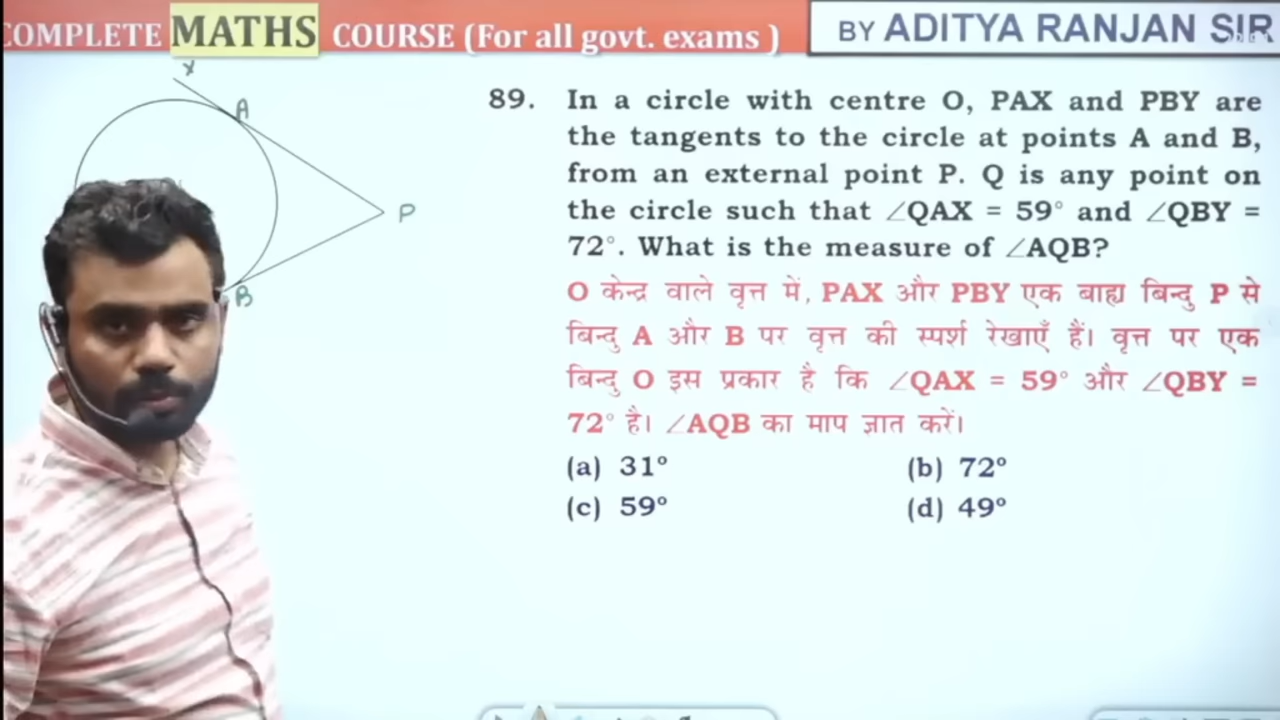 COMPLETE MATHS COURSE (For all govt. exams )
BY ADITYA RANJAN SIR
X
A
P
B
89. In a circle with centre O, PAX and PBY are
the tangents to the circle at points A and B,
from an external point P. Q is any point on
the circle such that ∠QAX = 59° and ∠QBY =
72°. What is the measure of ∠AQB?
O केन्द्र वाले वृत्त में, PAX और PBY एक बाह्य बिन्दु P से
बिन्दु A और B पर वृत्त की स्पर्श रेखाएँ हैं। वृत्त पर एक
बिन्दु O इस प्रकार है कि ∠QAX = 59° और ∠QBY =
72° है। ∠AQB का माप ज्ञात करें।
(a) 31° (b) 72°
(c) 59° (d) 49°